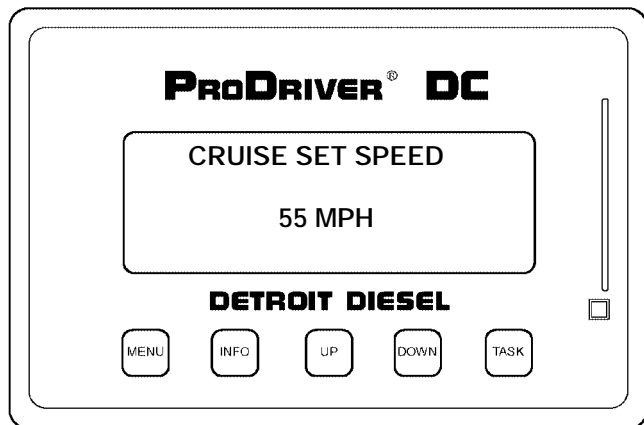 PRODRIVER® DC
CRUISE SET SPEED
55 MPH
DETROIT DIESEL
MENU INFO UP DOWN TASK